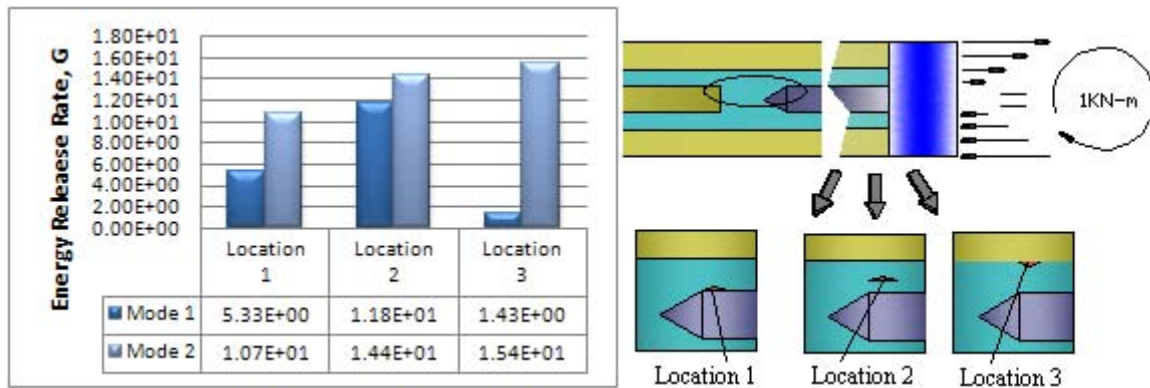 Energy Releaese Rate, G
1.80E+01
1.60E+01
1.40E+01
1.20E+01
1.00E+01
8.00E+00
6.00E+00
4.00E+00
2.00E+00
0.00E+00
Location 1 Location 2 Location 3
Mode 1 5.33E+00 1.18E+01 1.43E+00
Mode 2 1.07E+01 1.44E+01 1.54E+01
1KN-m
Location 1 Location 2 Location 3